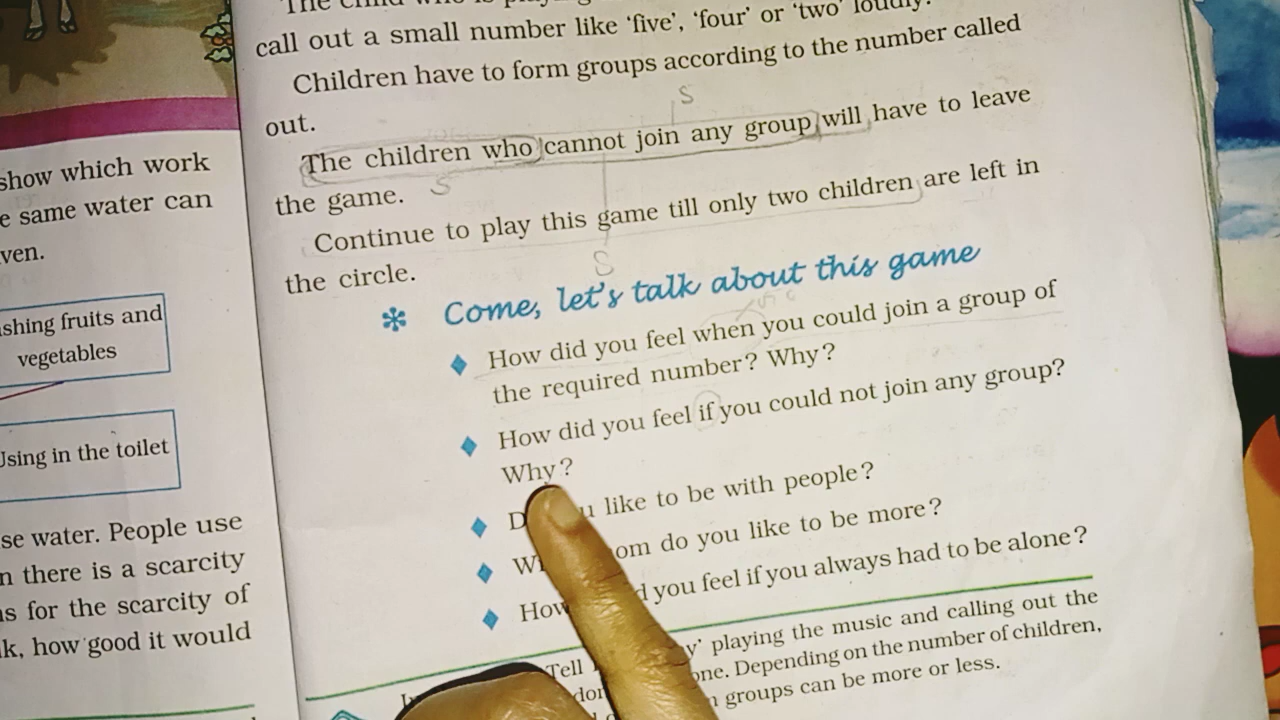 show which work
e same water can
ven.
shing fruits and
vegetables
Using in the toilet
se water. People use
n there is a scarcity
s for the scarcity of
k, how good it would
call out a small number like ‘five’, ‘four’ or ‘two’ loudly.
Children have to form groups according to the number called
out.
S
The children who cannot join any group will have to leave
S
the game.
Continue to play this game till only two children are left in
S
the circle.
Come, let’s talk about this game
How did you feel when you could join a group of
the required number? Why?
How did you feel if you could not join any group?
Why?
like to be with people?
do you like to be more?
How you feel if you always had to be alone?
Tell playing the music and calling out the
one. Depending on the number of children,
groups can be more or less.